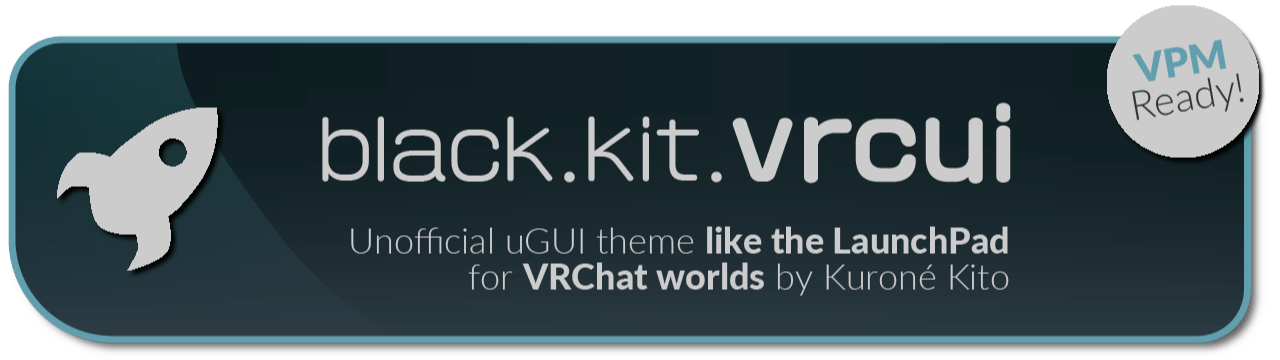 VPM
Ready!
black.kit.vrcui
Unofficial uGUI theme like the LaunchPad
for VRChat worlds by Kuroné Kito